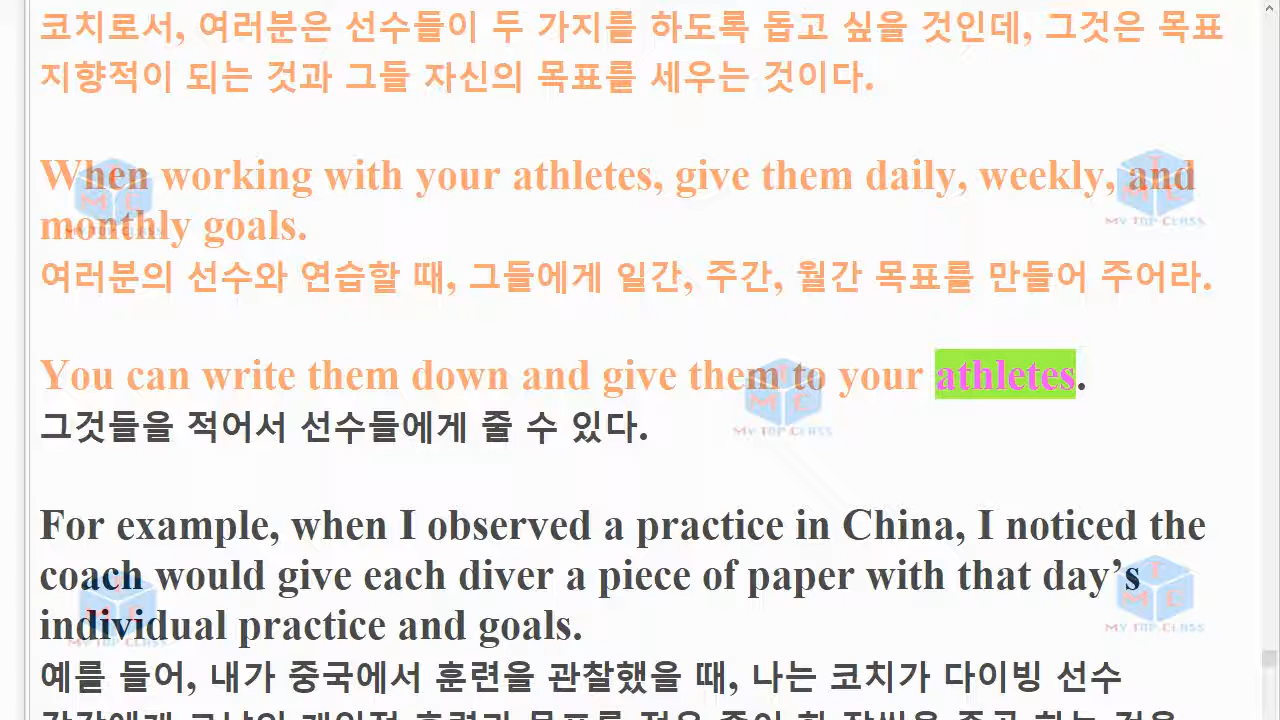 코치로서, 여러분은 선수들이 두 가지를 하도록 돕고 싶을 것인데, 그것은 목표
지향적이 되는 것과 그들 자신의 목표를 세우는 것이다.
When working with your athletes, give them daily, weekly, and
monthly goals.
여러분의 선수와 연습할 때, 그들에게 일간, 주간, 월간 목표를 만들어 주어라.
You can write them down and give them to your athletes.
그것들을 적어서 선수들에게 줄 수 있다.
For example, when I observed a practice in China, I noticed the
coach would give each diver a piece of paper with that day’s
individual practice and goals.
예를 들어, 내가 중국에서 훈련을 관찰했을 때, 나는 코치가 다이빙 선수
MY TOP CLASS
MY TOP CLASS
MY TOP CLASS
MY TOP CLASS
MY TOP CLASS